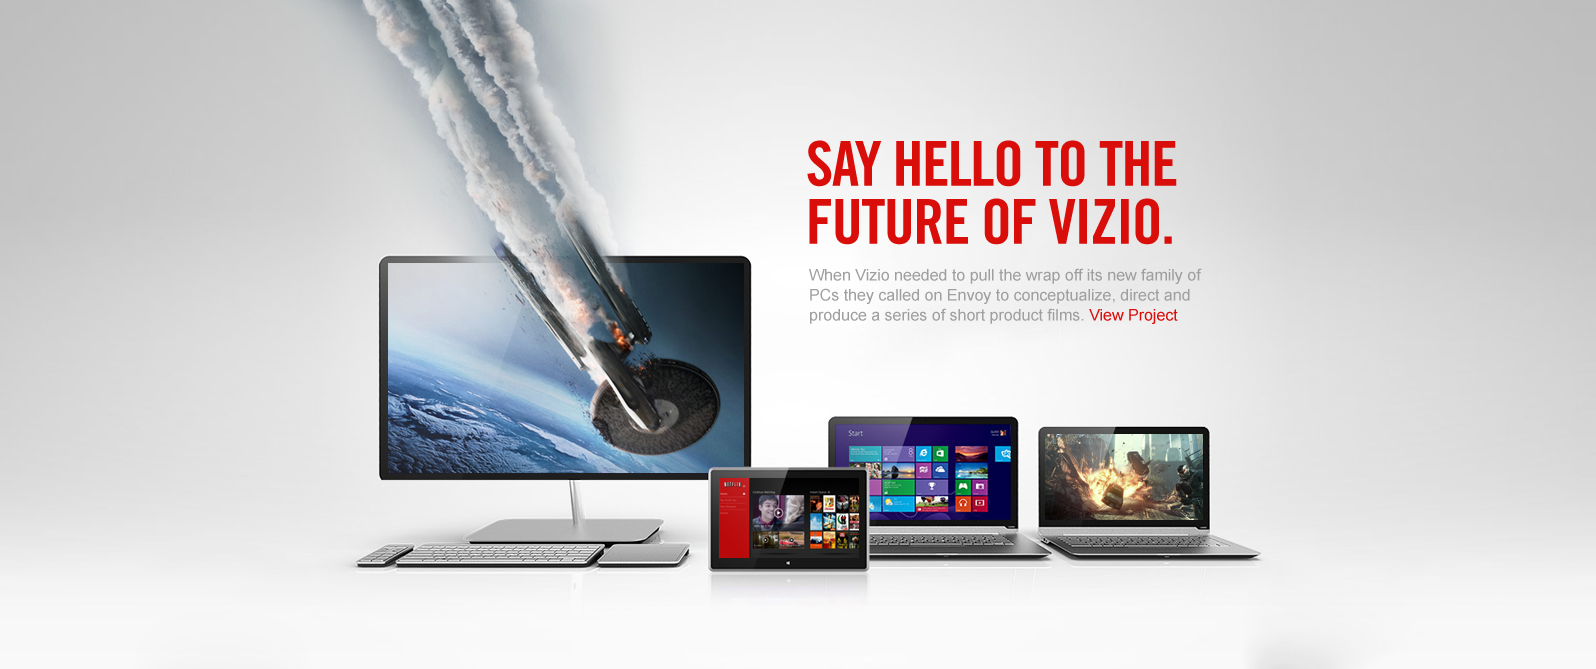 SAY HELLO TO THE
FUTURE OF VIZIO.
When Vizio needed to pull the wrap off its new family of
PCs they called on Envoy to conceptualize, direct and
produce a series of short product films. View Project
Start
NETFLIX